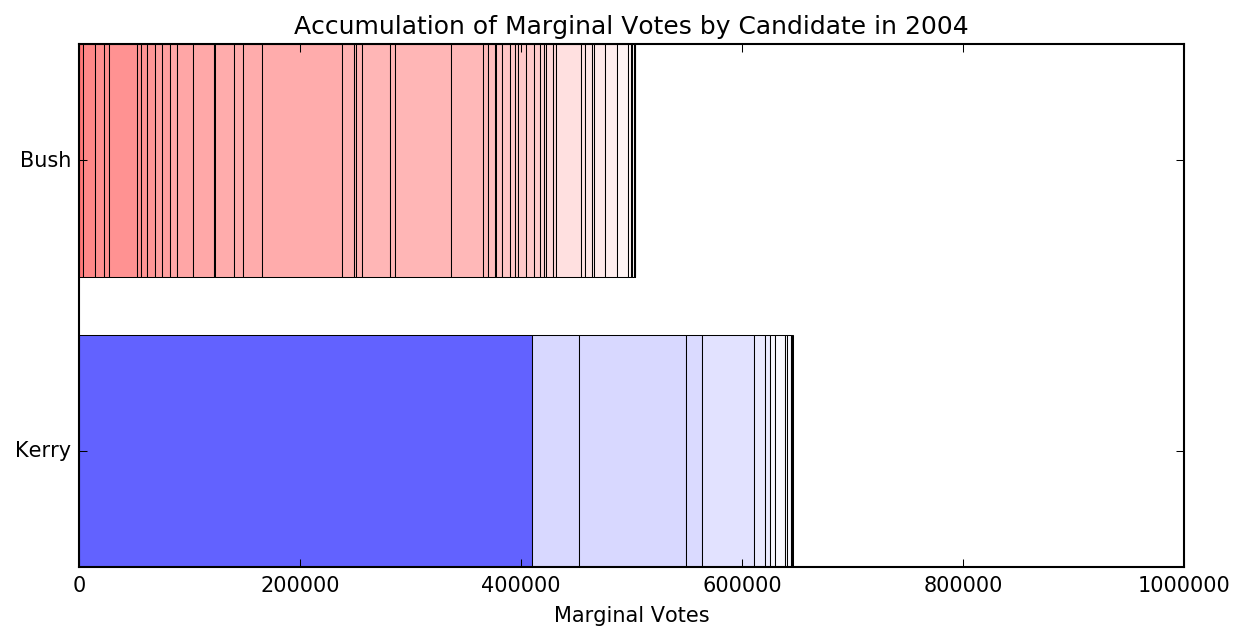 Accumulation of Marginal Votes by Candidate in 2004
Bush
Kerry
0 200000 400000 600000 800000 1000000
Marginal Votes